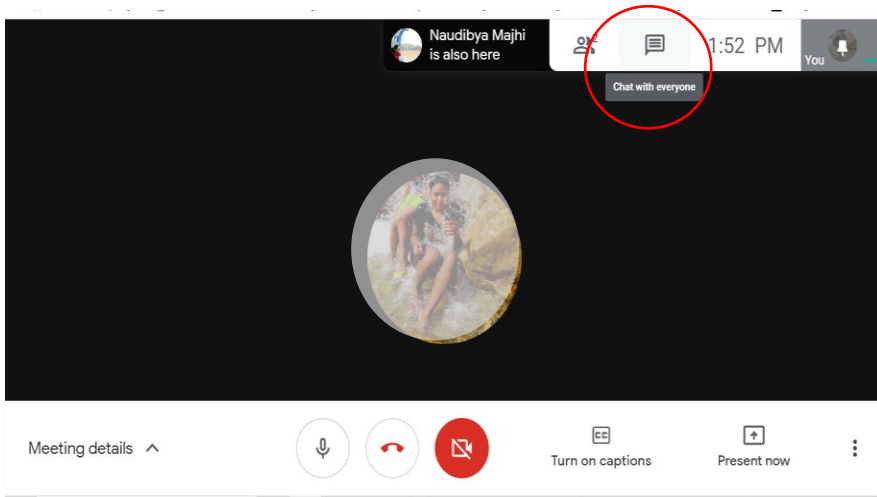 Naudibya Majhi
is also here
1:52 PM
You
Chat with everyone
Meeting details
CC
Turn on captions
Present now